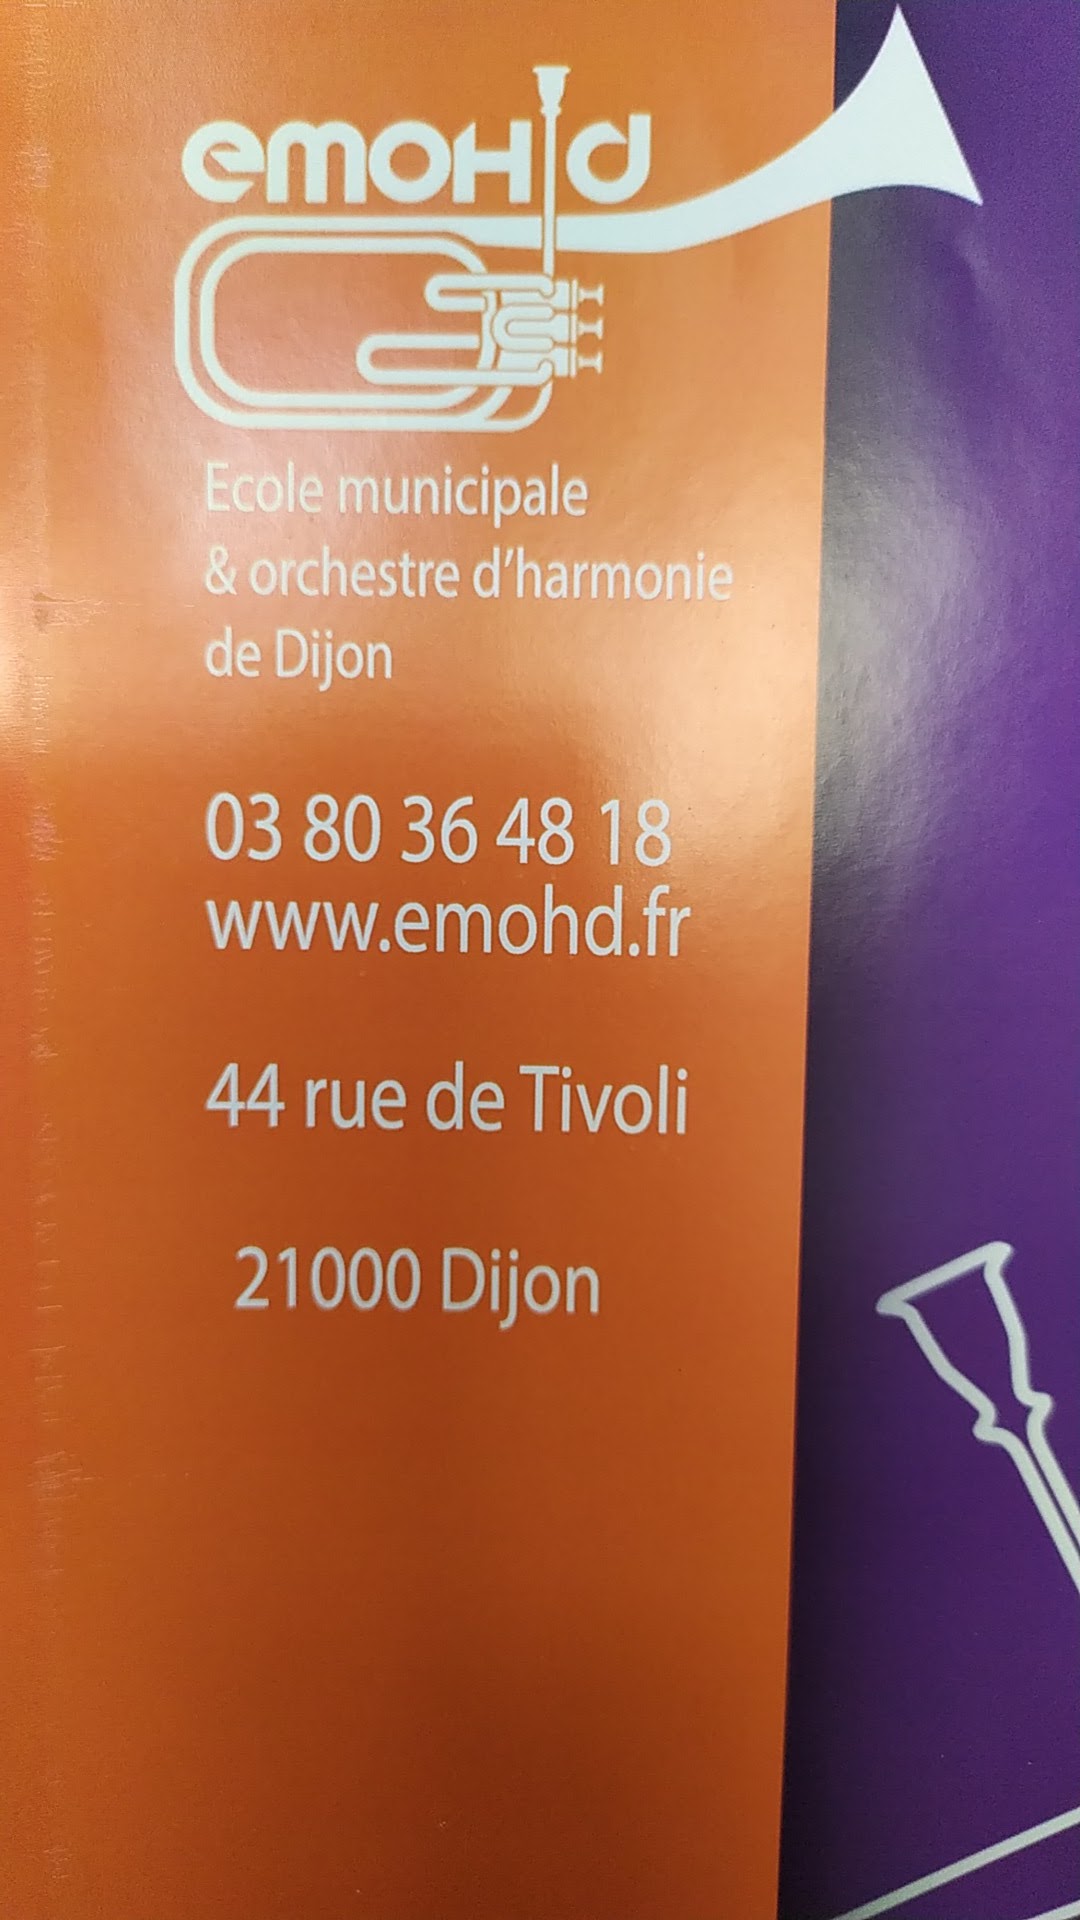 emoHd
Ecole municipale
& orchestre d'harmonie
de Dijon
03 80 36 48 18
www.emohd.fr
44 rue de Tivoli
21000 Dijon